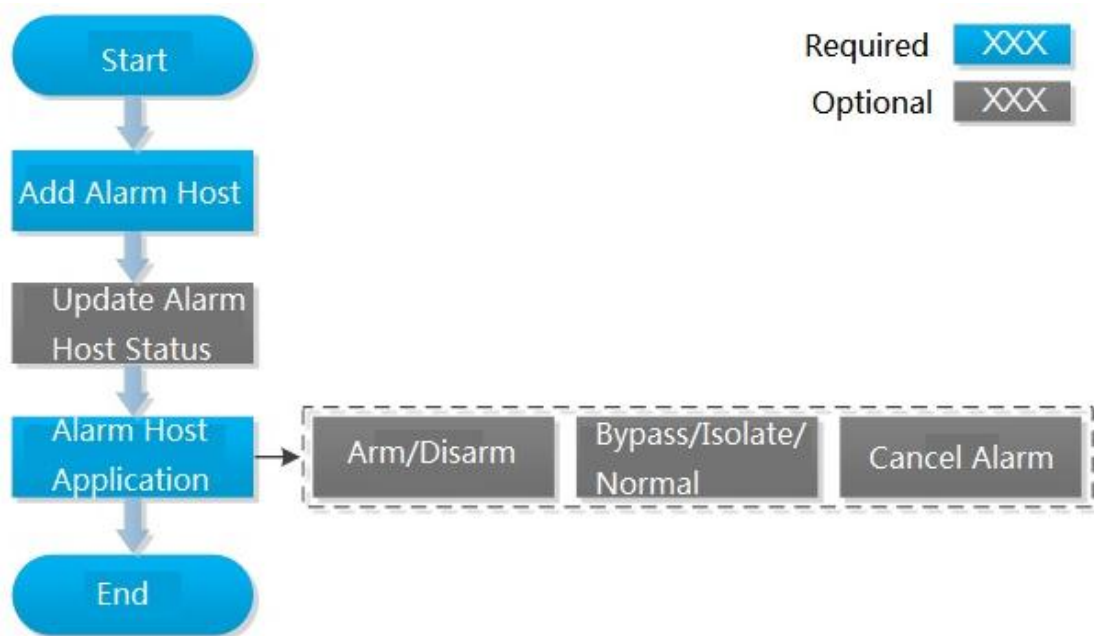 Start
Required XXX
Optional XXX
Add Alarm Host
Update Alarm
Host Status
Alarm Host
Application
Arm/Disarm
Bypass/Isolate/
Normal
Cancel Alarm
End